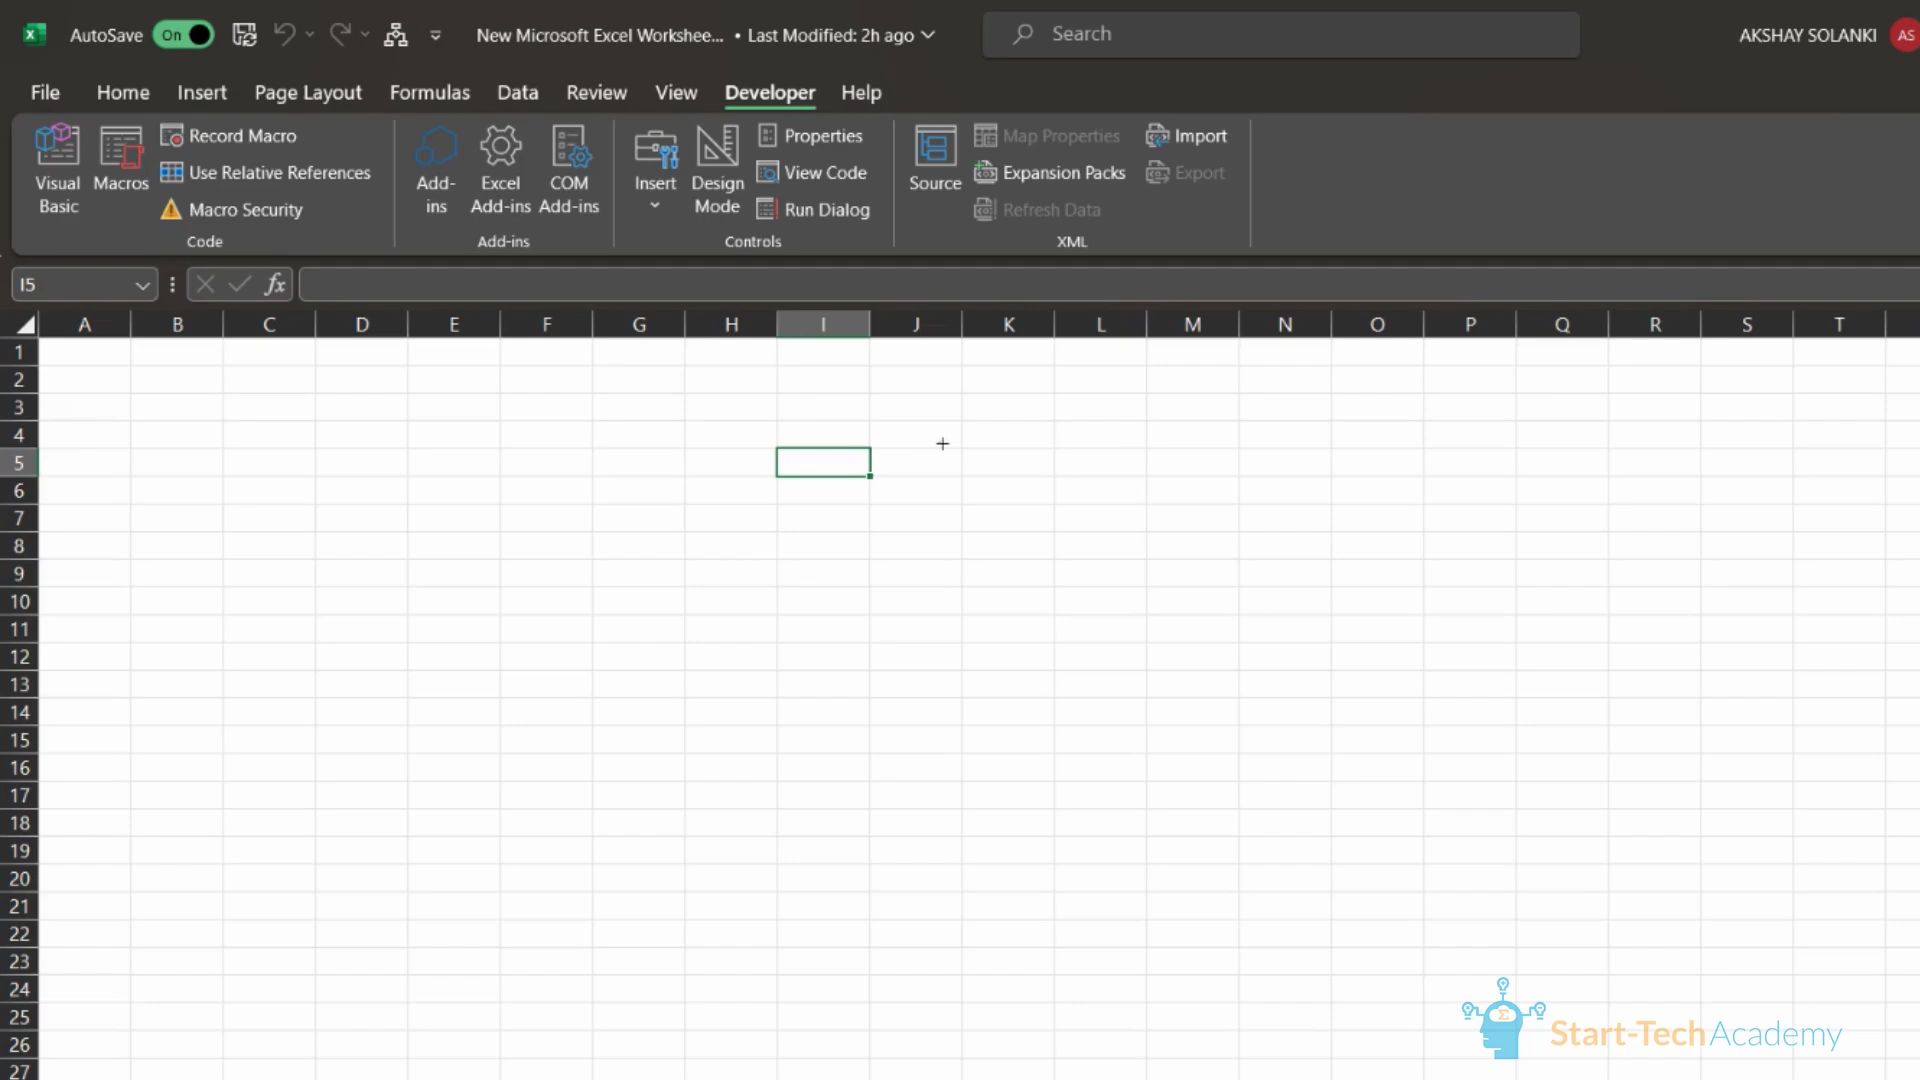 AutoSave On New Microsoft Excel Workshee... • Last Modified: 2h ago Search AKSHAY SOLANKI AS
File Home Insert Page Layout Formulas Data Review View Developer Help
Visual Basic
Macros
Record Macro
Use Relative References
Macro Security
Code
Add-ins
Excel Add-ins
COM Add-ins
Add-ins
Insert
Design Mode
Properties
View Code
Run Dialog
Controls
Source
Map Properties
Expansion Packs
Refresh Data
Import
Export
XML
I5
fx
A B C D E F G H I J K L M N O P Q R S T
1
2
3
4
5
6
7
8
9
10
11
12
13
14
15
16
17
18
19
20
21
22
23
24
25
26
27
Start-Tech Academy